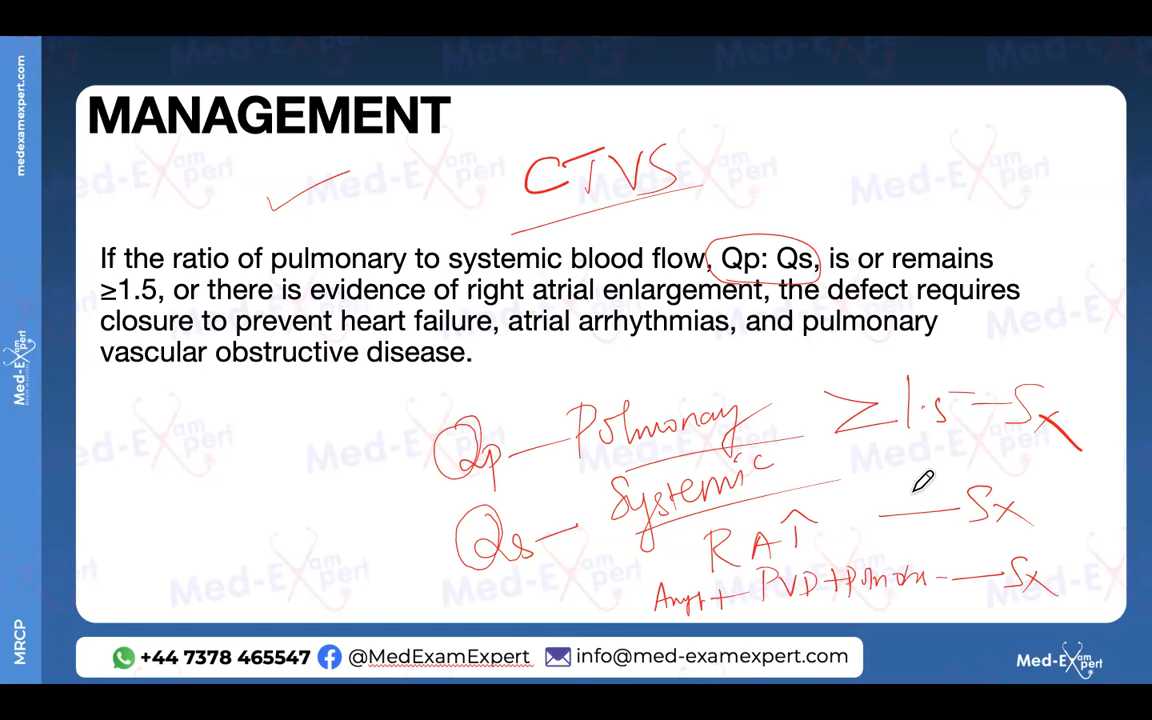 medexamexpert.com
Med-Expert
MRCP
MANAGEMENT
CTVS
If the ratio of pulmonary to systemic blood flow, Qp: Qs, is or remains
≥1.5, or there is evidence of right atrial enlargement, the defect requires
closure to prevent heart failure, atrial arrhythmias, and pulmonary
vascular obstructive disease.
Qp — Pulmonary ≥ 1.5 — Sx
Qs — Systemic
RA↑ — Sx
PVD + — Sx
+44 7378 465547 @MedExamExpert info@med-examexpert.com
Med-Exam Expert